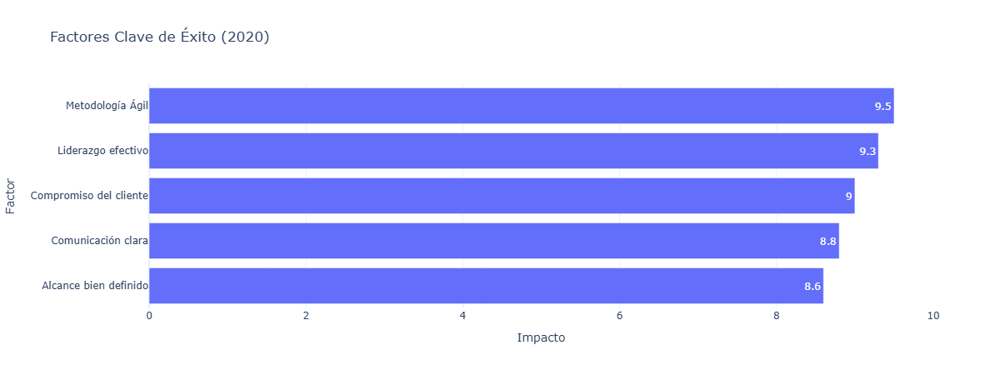 Factores Clave de Éxito (2020)
Metodología Ágil 9.5
Liderazgo efectivo 9.3
Compromiso del cliente 9
Comunicación clara 8.8
Alcance bien definido 8.6
0 2 4 6 8 10
Impacto
Factor